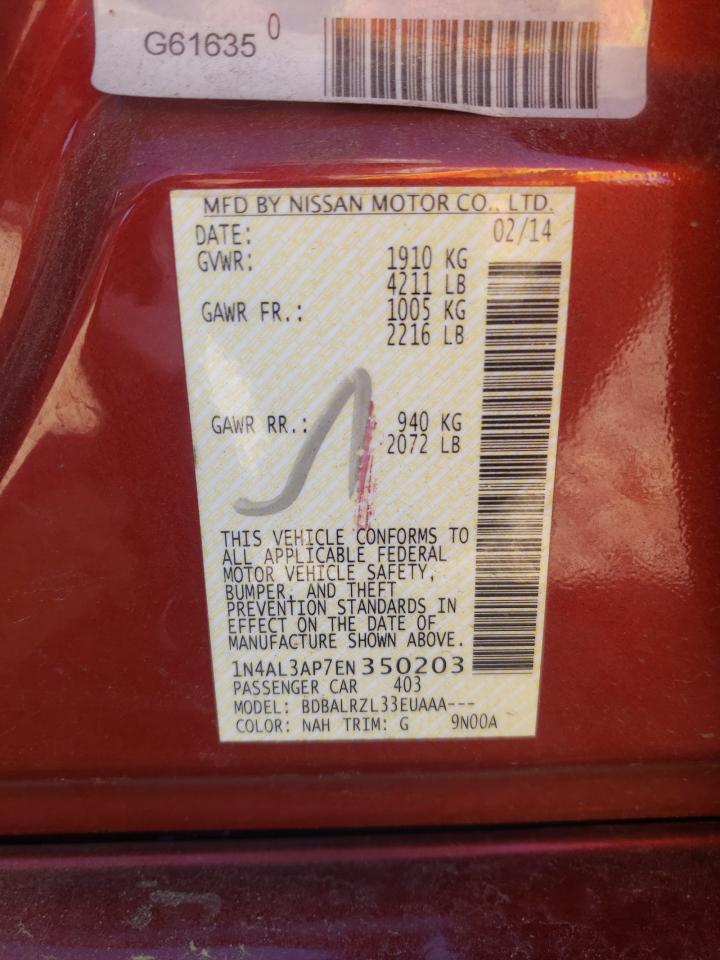 G61635 0
MFD BY NISSAN MOTOR CO., LTD.
DATE: 02/14
GVWR: 1910 KG
4211 LB
GAWR FR.: 1005 KG
2216 LB
GAWR RR.: 940 KG
2072 LB
THIS VEHICLE CONFORMS TO
ALL APPLICABLE FEDERAL
MOTOR VEHICLE SAFETY,
BUMPER, AND THEFT
PREVENTION STANDARDS IN
EFFECT ON THE DATE OF
MANUFACTURE SHOWN ABOVE.
1N4AL3AP7EN350203
PASSENGER CAR 403
MODEL: BDBALRZL33EUAAA---
COLOR: NAH TRIM: G 9N00A